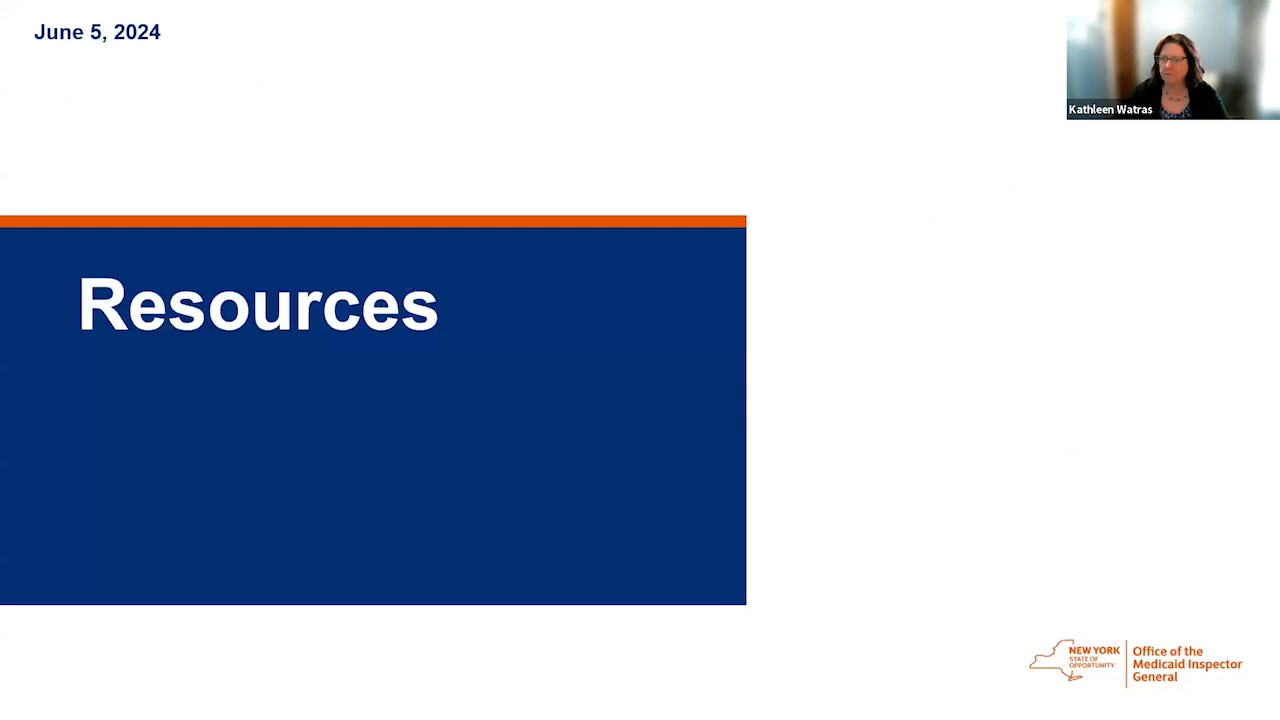 June 5, 2024
Kathleen Watras
Resources
NEW YORK
STATE OF
OPPORTUNITY.
Office of the
Medicaid Inspector
General